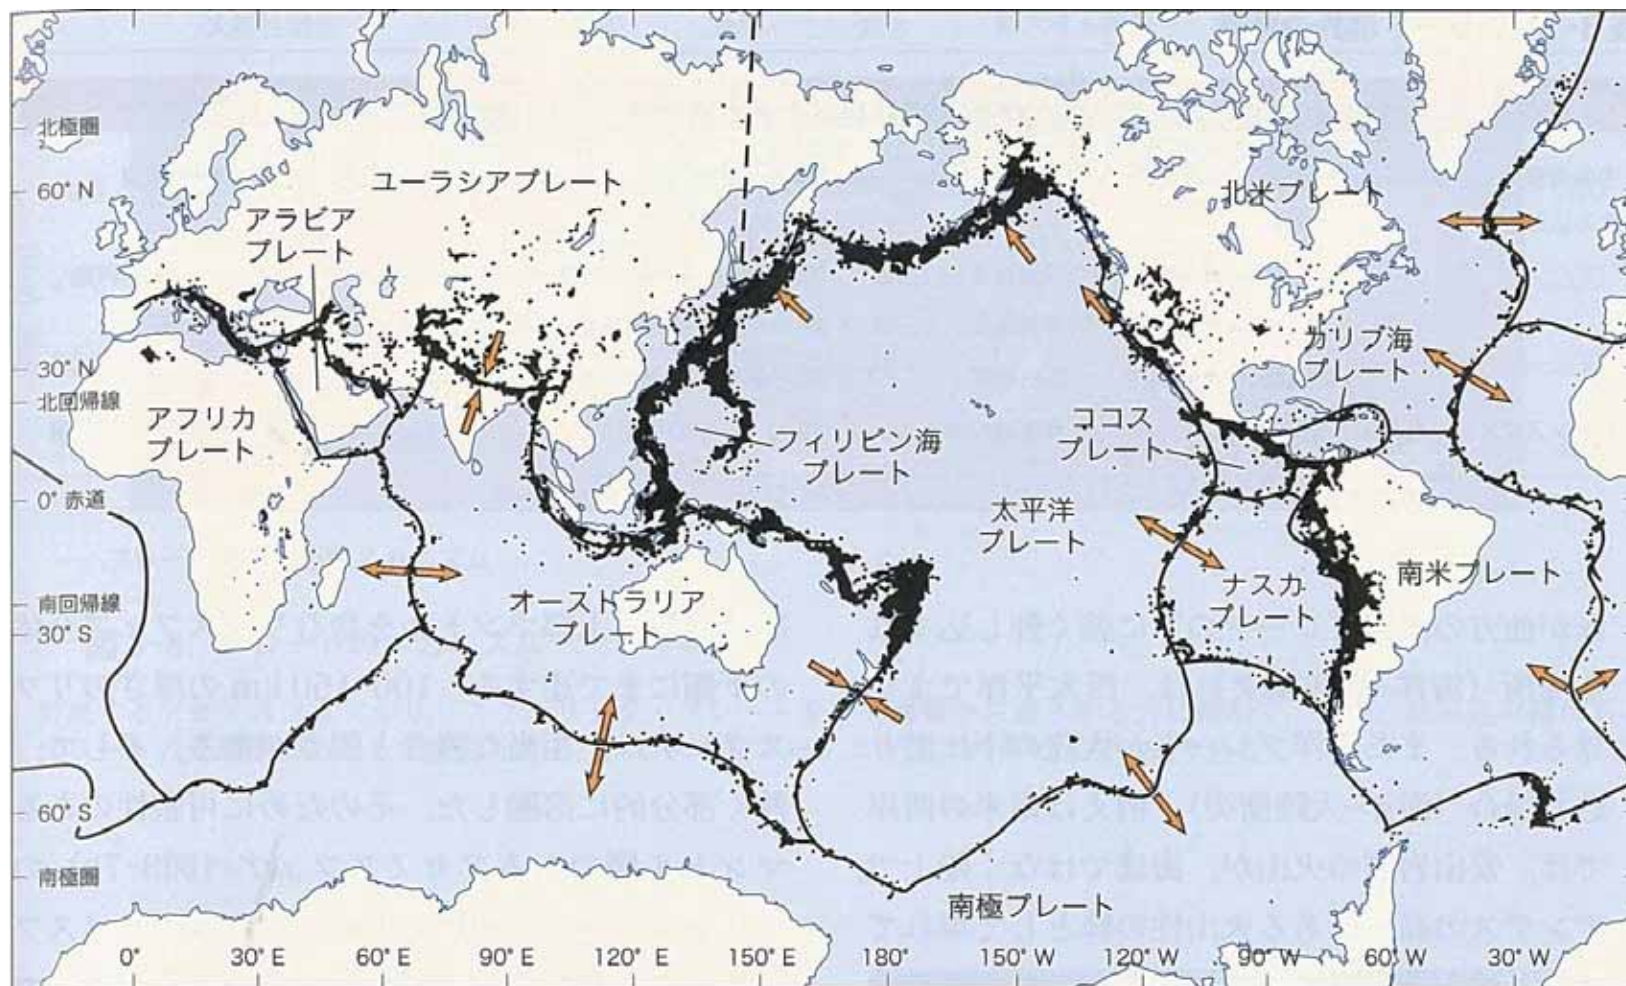 北極圏
60° N
ユーラシアプレート
アラビア
プレート
北米プレート
30° N
北回帰線
アフリカ
プレート
カリブ海
プレート
ココス
プレート
フィリピン海
プレート
0° 赤道
太平洋
プレート
ナスカ
プレート
南米プレート
オーストラリア
プレート
南回帰線
30° S
60° S
南極圏
南極プレート
0° 30° E 60° E 90° E 120° E 150° E 180° 150° W 120° W 90° W 60° W 30° W